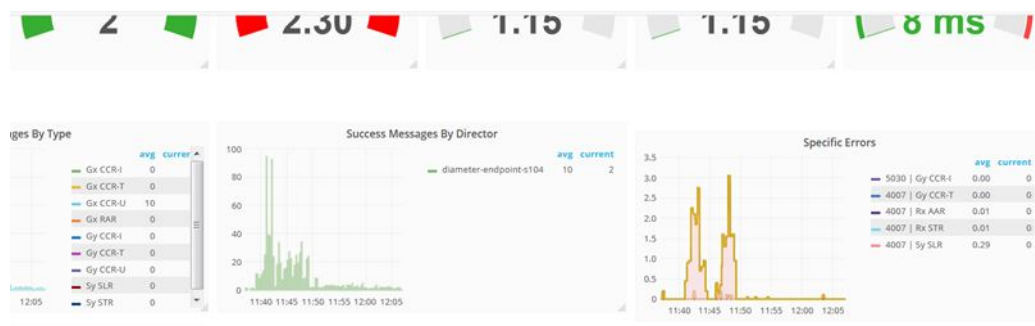 2
2.30
1.15
1.15
8 ms
ges By Type
avg current
Gx CCR-I 0
Gx CCR-T 0
Gx CCR-U 10
Gx RAR 0
Gy CCR-I 0
Gy CCR-T 0
Gy CCR-U 0
Sy SLR 0
Sy STR 0
12:05
Success Messages By Director
avg current
100
80
60
40
20
0
diameter-endpoint-s104 10 2
11:40 11:45 11:50 11:55 12:00 12:05
Specific Errors
avg current
3.5
3.0
2.5
2.0
1.5
1.0
0.5
0
5030 | Gy CCR-I 0.00 0
4007 | Gy CCR-T 0.00 0
4007 | Rx AAR 0.01 0
4007 | Rx STR 0.01 0
4007 | Sy SLR 0.29 0
11:40 11:45 11:50 11:55 12:00 12:05